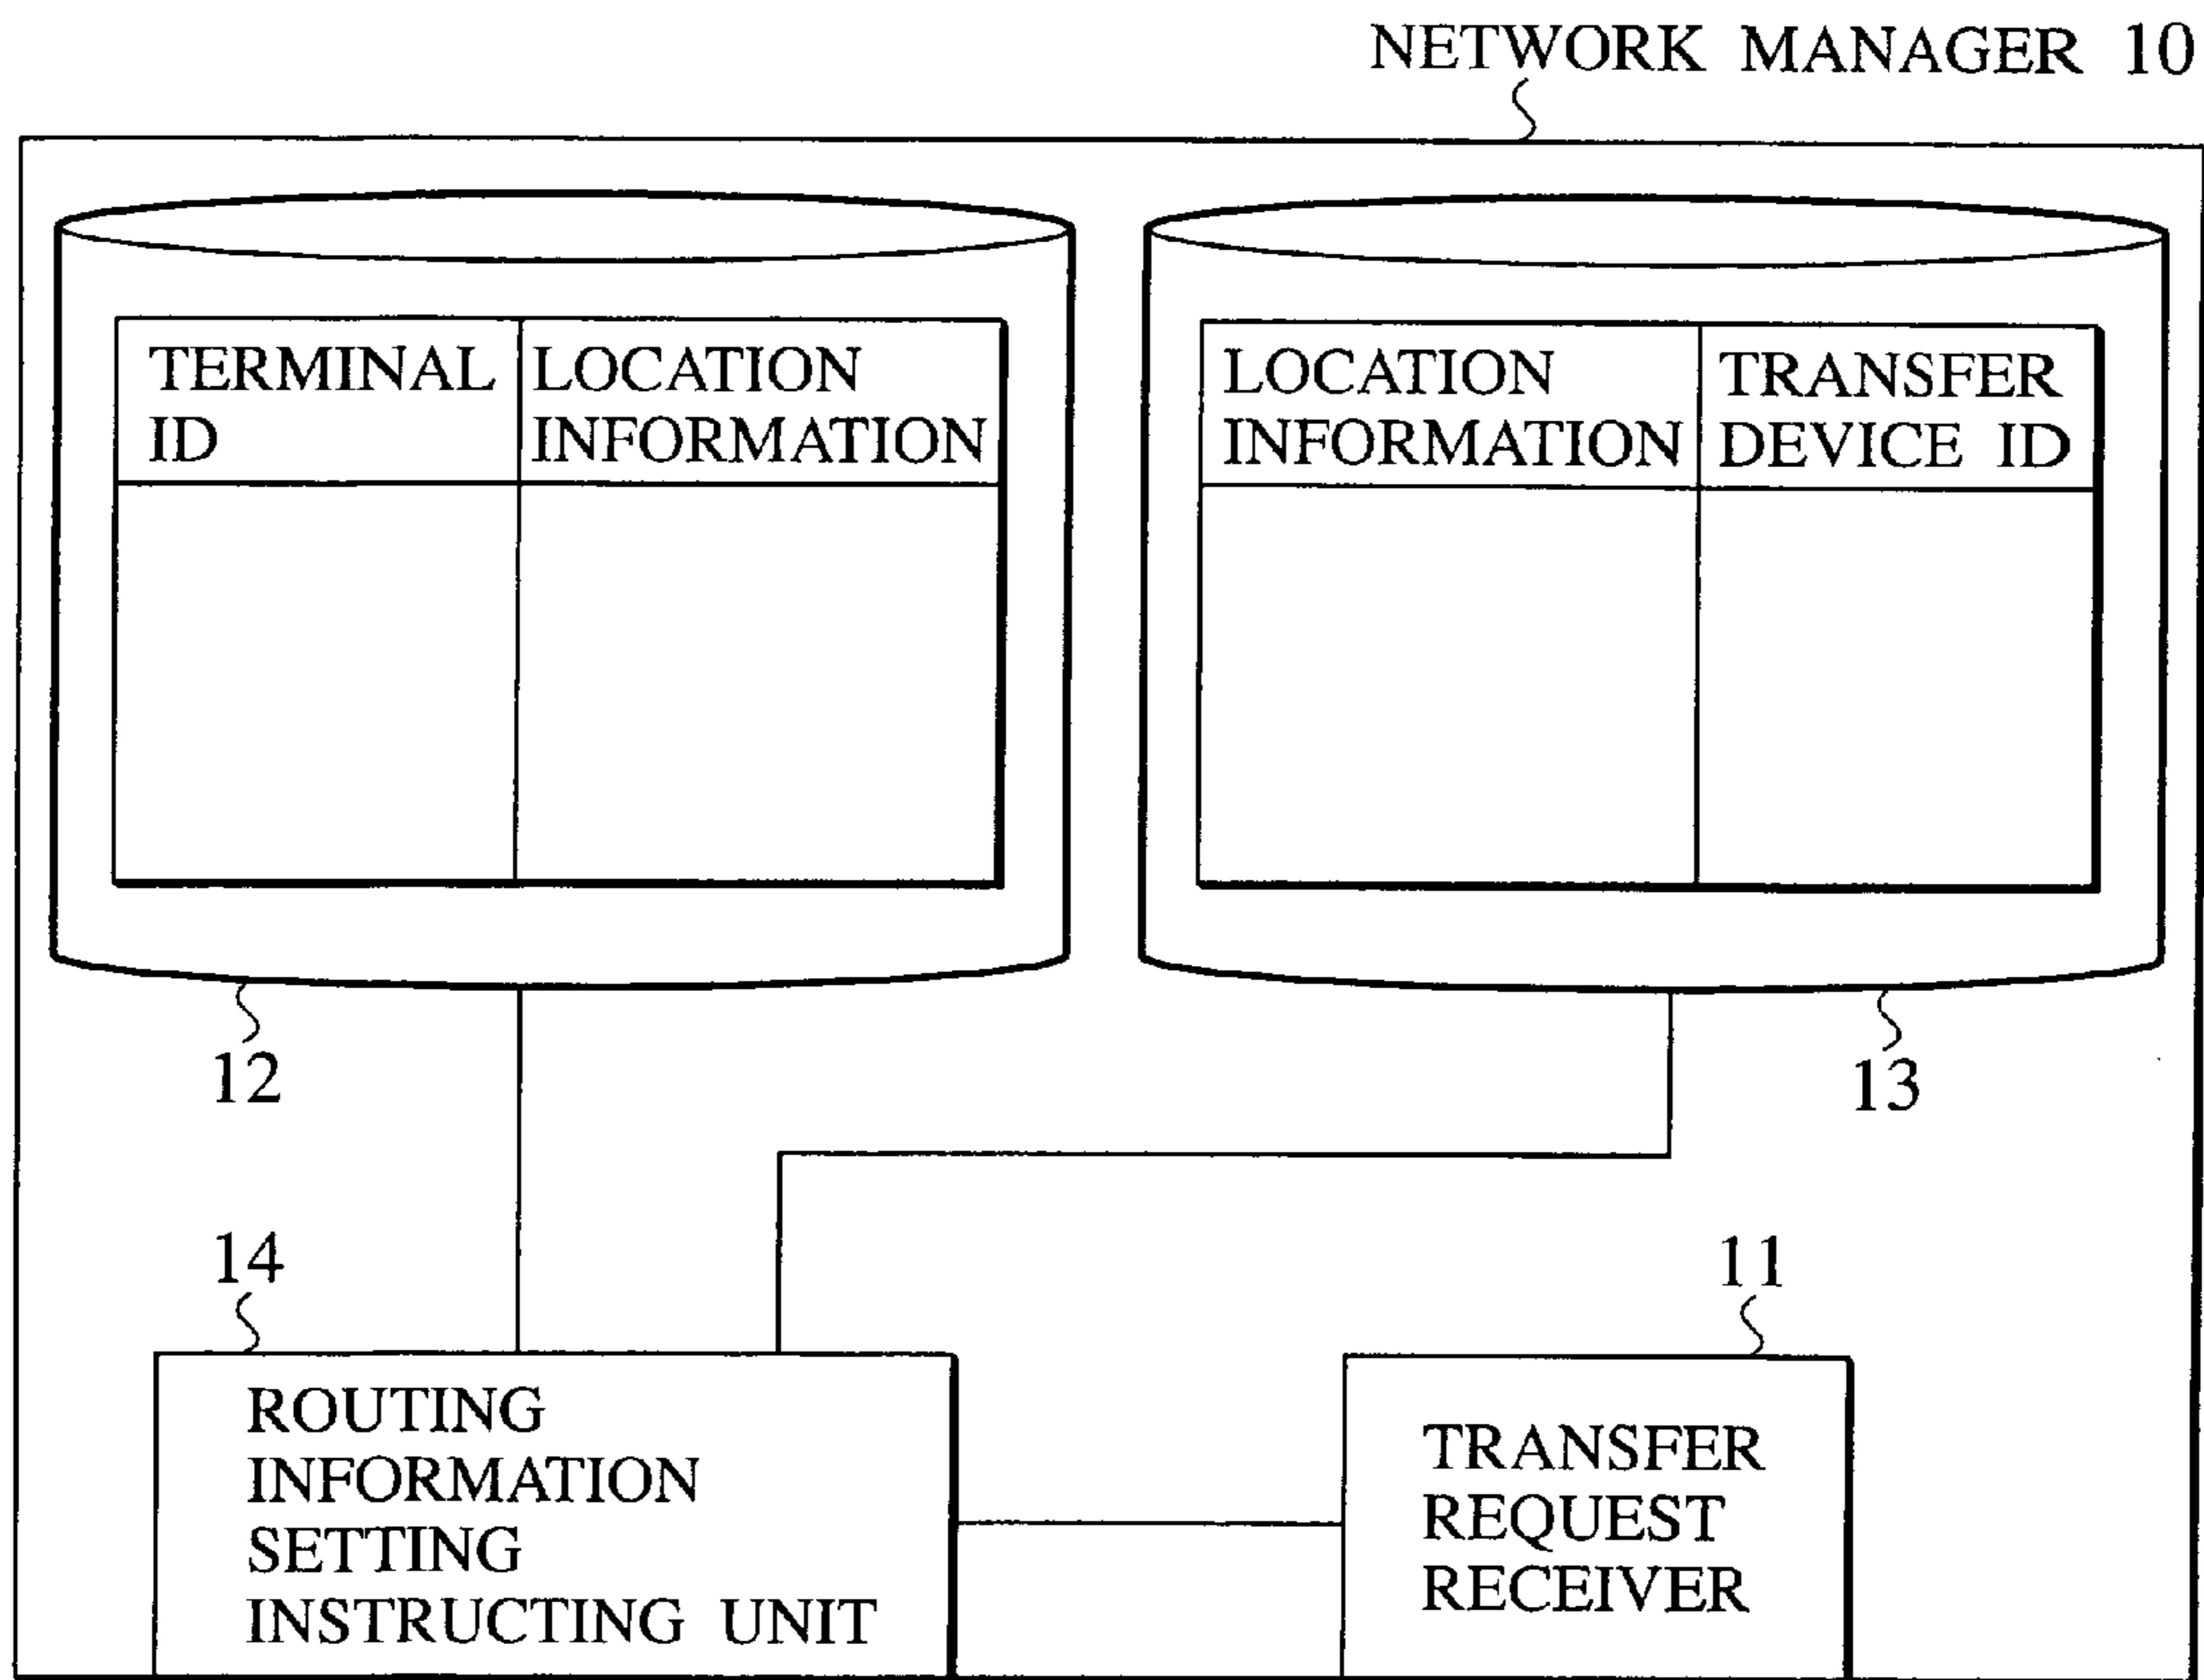 NETWORK MANAGER 10
TERMINAL ID
LOCATION INFORMATION
LOCATION INFORMATION
TRANSFER DEVICE ID
12
13
14
11
ROUTING
INFORMATION
SETTING
INSTRUCTING UNIT
TRANSFER
REQUEST
RECEIVER